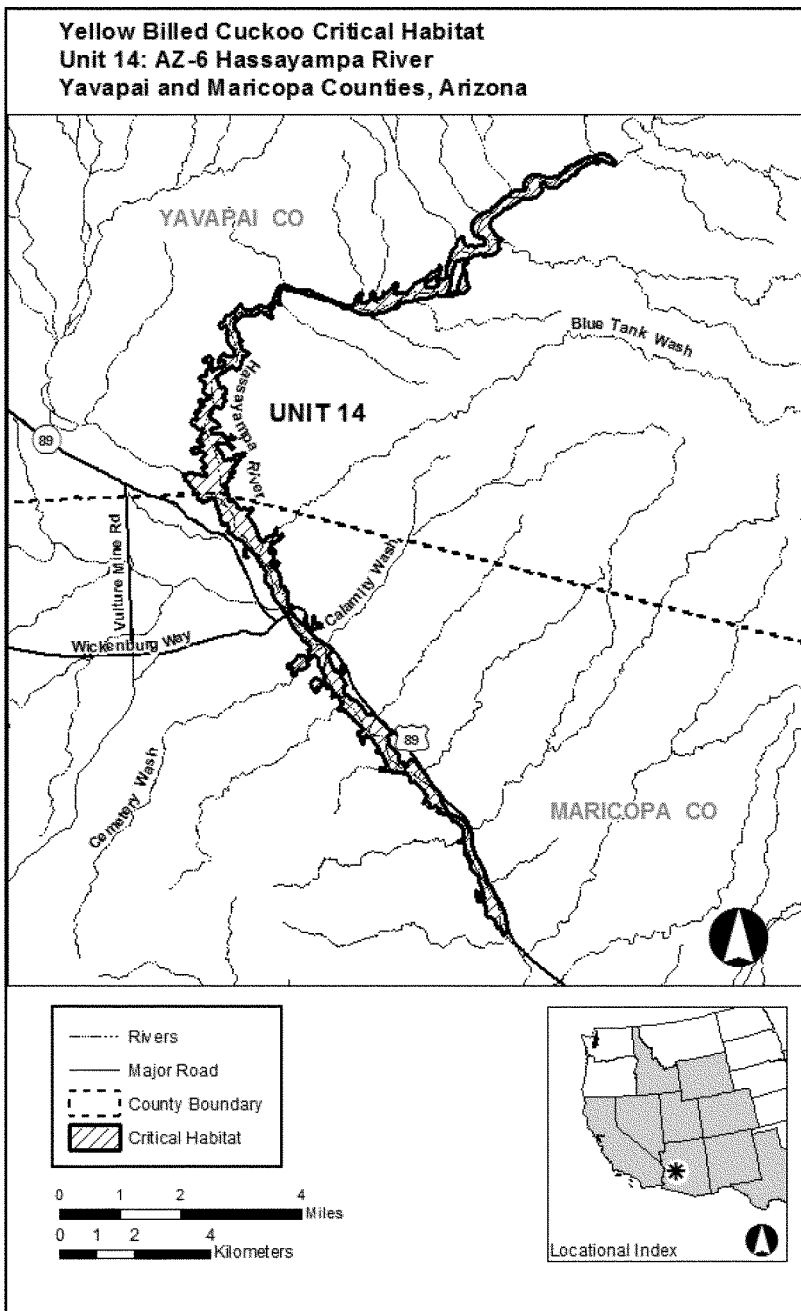 Yellow Billed Cuckoo Critical Habitat
Unit 14: AZ-6 Hassayampa River
Yavapai and Maricopa Counties, Arizona
YAVAPAI CO
Blue Tank Wash
Hassayampa River
UNIT 14
89
Vulture Mine Rd
Calamity Wash
Wickenburg Way
89
Cemetery Wash
MARICOPA CO
Rivers
Major Road
County Boundary
Critical Habitat
0 1 2 4
Miles
0 1 2 4
Kilometers
Locational Index